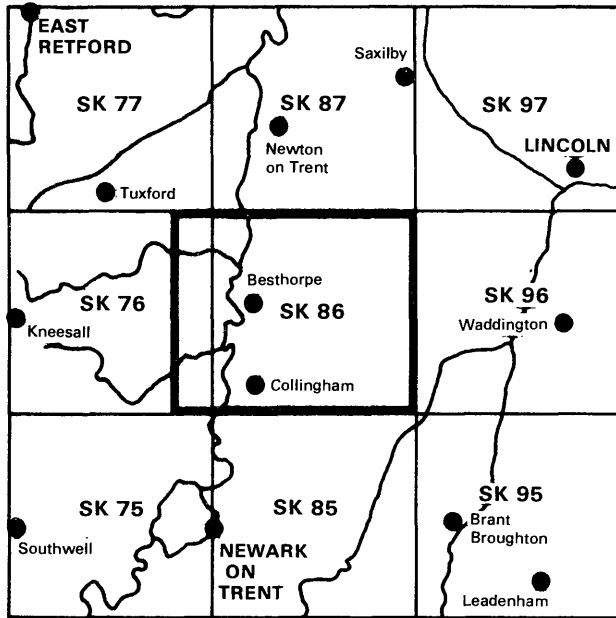 EAST
RETFORD
Saxilby
SK 77
SK 87
SK 97
Newton
on Trent
LINCOLN
Tuxford
Besthorpe
SK 76
SK 86
SK 96
Kneesall
Waddington
Collingham
SK 75
SK 85
SK 95
Southwell
NEWARK
ON
TRENT
Brant
Broughton
Leadenham